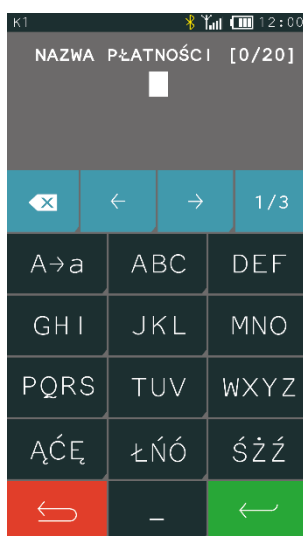 K1 12:00
NAZWA PŁATNOŚCI [0/20]
← → 1/3
A→a ABC DEF
GHI JKL MNO
PQRS TUV WXYZ
ĄĆĘ ŁŃÓ ŚŻŹ
_